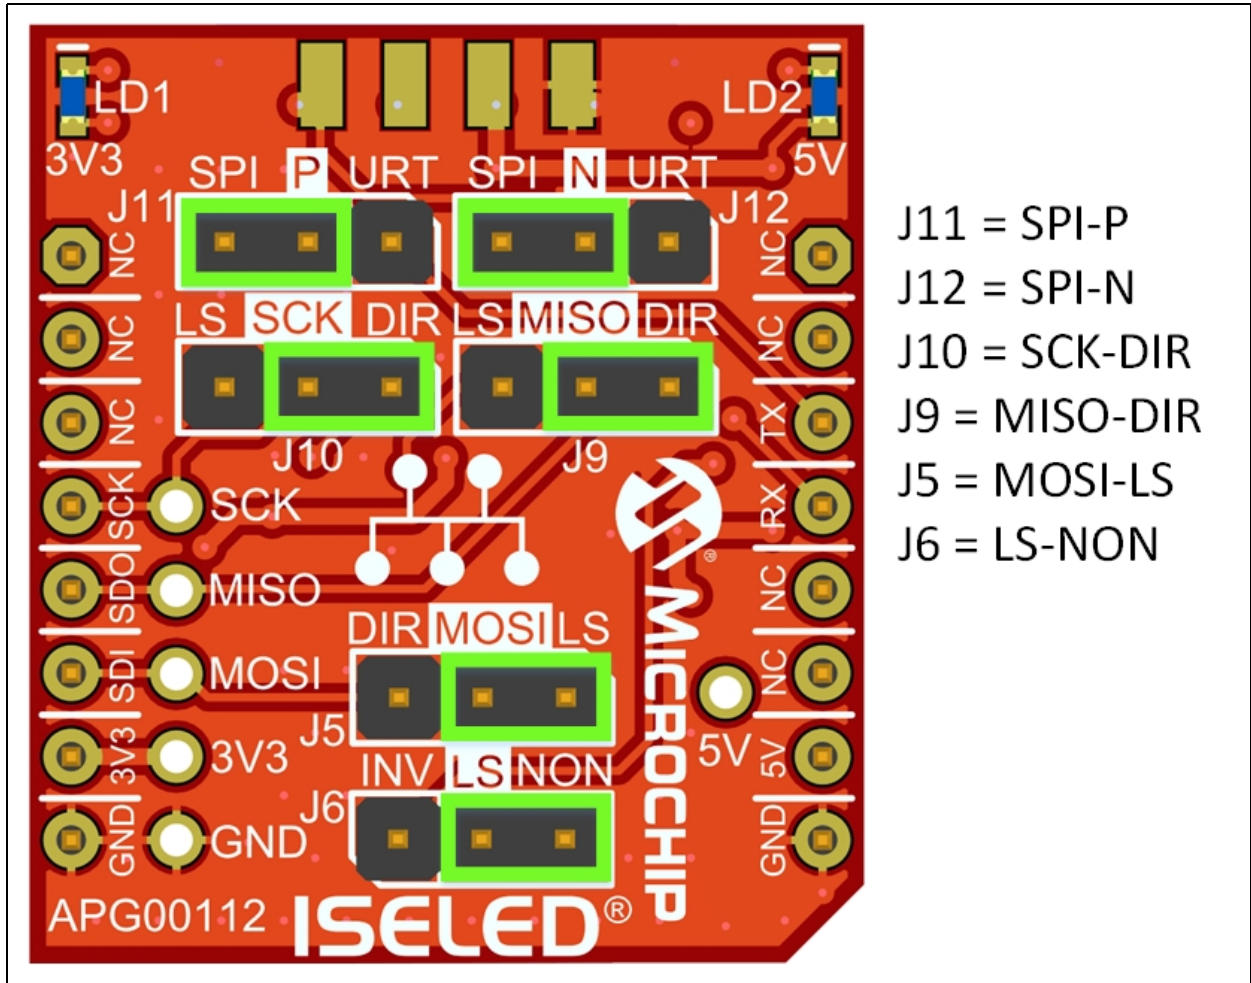 LD1
LD2
3V3
5V
SPI P URT
SPI N URT
J11
J12
J11 = SPI-P
NC
NC
J12 = SPI-N
LS SCK DIR
LS MISO DIR
NC
NC
J10 = SCK-DIR
NC
TX
J9 = MISO-DIR
J10
J9
J5 = MOSI-LS
SCK
SCK
RX
J6 = LS-NON
®
SDO
MISO
NC
DIR MOSI LS
SDI
MOSI
MICROCHIP
NC
J5
3V3
3V3
5V
5V
INV LS NON
J6
GND
GND
GND
APG00112
ISELED®